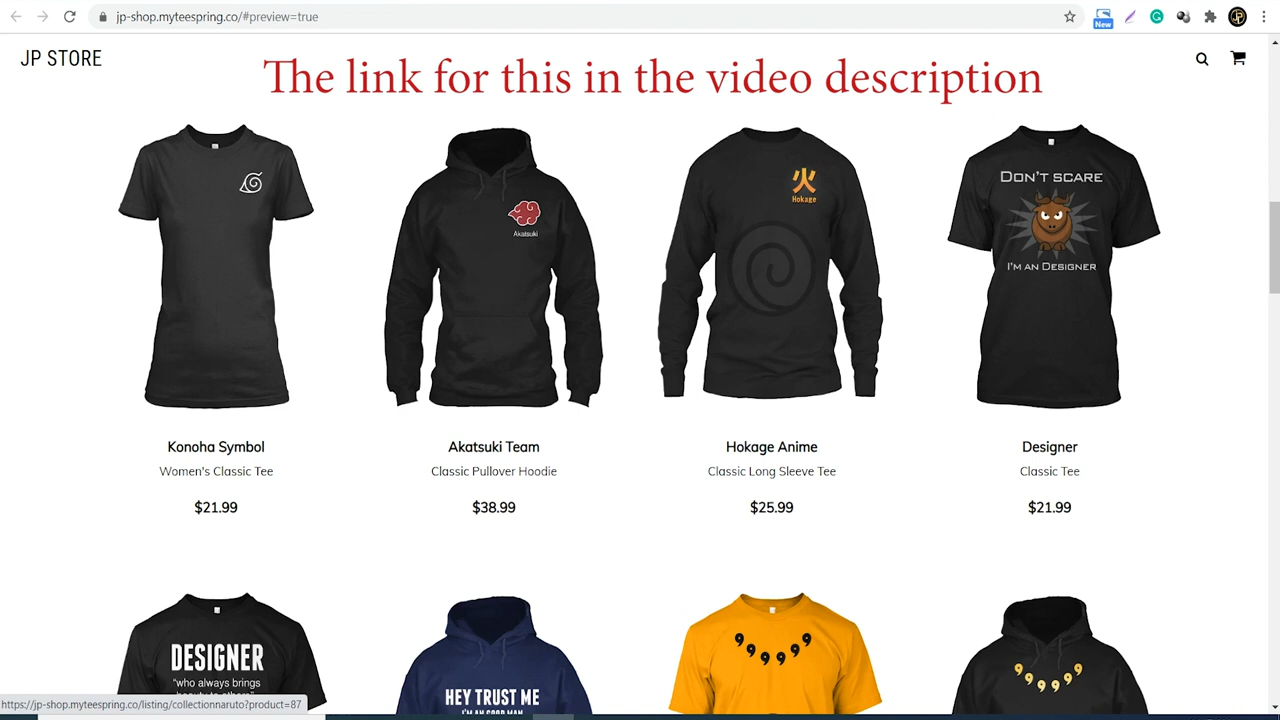 jp-shop.myteespring.co/#preview=true
New
JP
JP STORE
The link for this in the video description
Akatsuki
火
Hokage
DON'T SCARE
I'M AN DESIGNER
Konoha Symbol
Akatsuki Team
Hokage Anime
Designer
Women's Classic Tee
Classic Pullover Hoodie
Classic Long Sleeve Tee
Classic Tee
$21.99
$38.99
$25.99
$21.99
DESIGNER
"who always brings
HEY TRUST ME
https://jp-shop.myteespring.co/listing/collectionnaruto?product=87